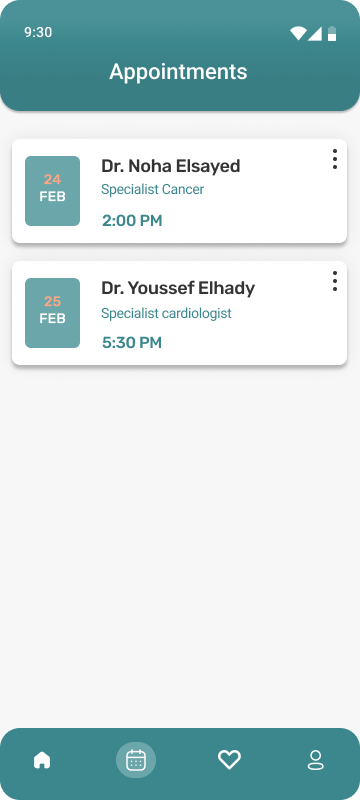 9:30
Appointments
24
FEB
Dr. Noha Elsayed
Specialist Cancer
2:00 PM
25
FEB
Dr. Youssef Elhady
Specialist cardiologist
5:30 PM